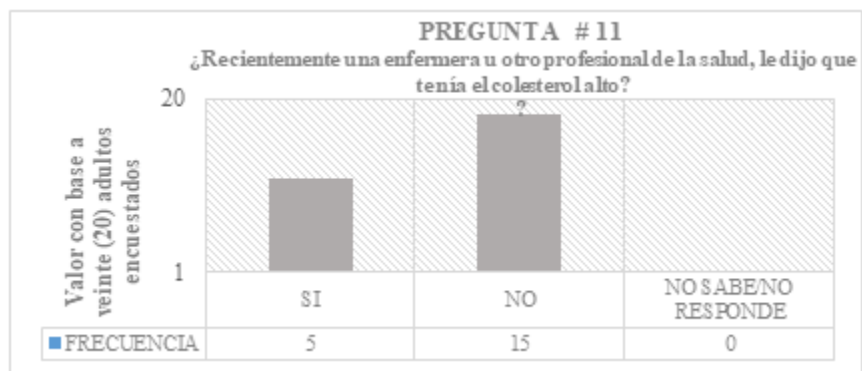 PREGUNTA # 11
¿Recientemente una enfermera u otro profesional de la salud, le dijo que
tenía el colesterol alto?
?
20
1
Valor con base a
veinte (20) adultos
encuestados
SI
NO
NO SABE/NO
RESPONDE
FRECUENCIA
5
15
0